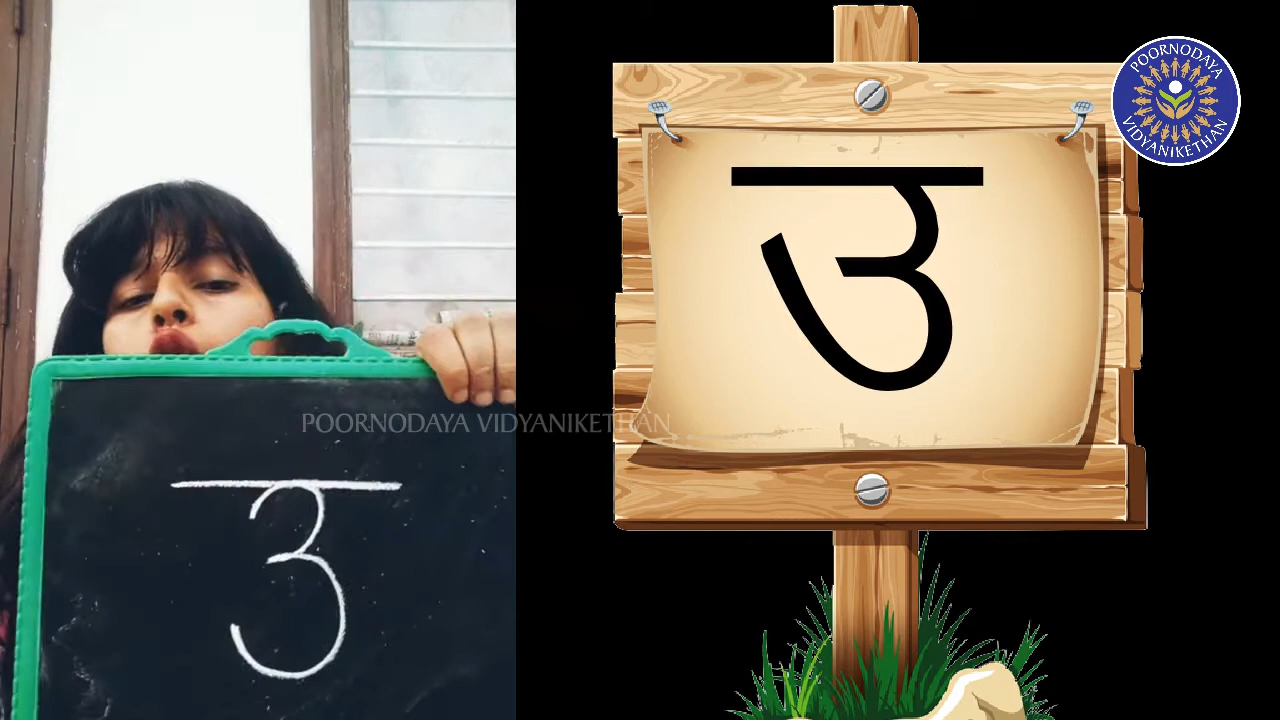 उ
उ
POORNODAYA VIDYANIKETHAN
POORNODAYA
VIDYANIKETHAN